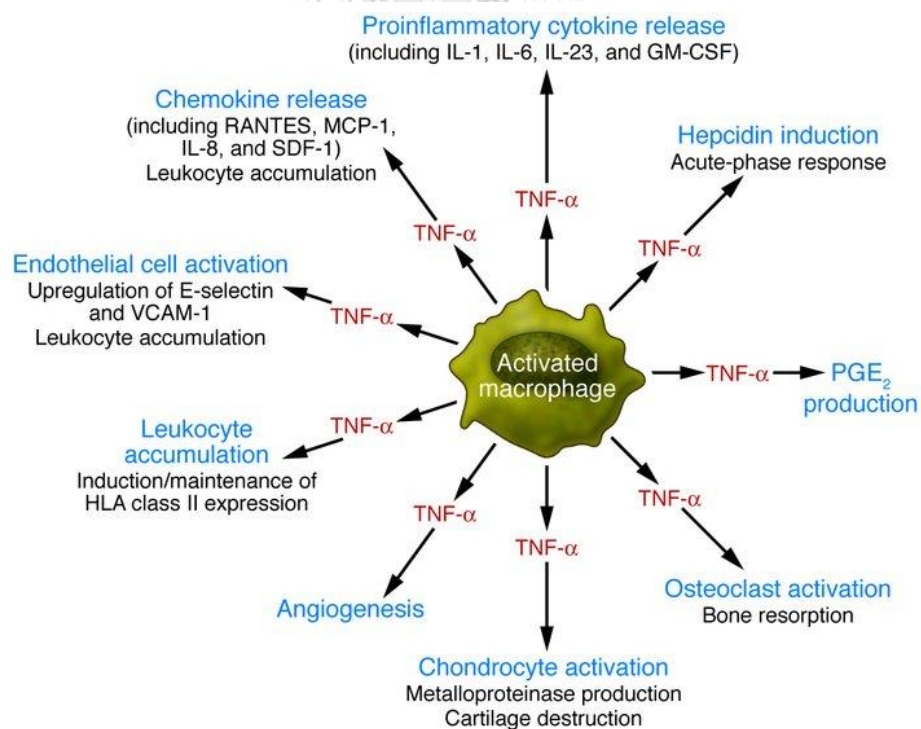 Proinflammatory cytokine release
(including IL-1, IL-6, IL-23, and GM-CSF)
Chemokine release
(including RANTES, MCP-1,
IL-8, and SDF-1)
Leukocyte accumulation
Hepcidin induction
Acute-phase response
TNF-α
TNF-α
TNF-α
Endothelial cell activation
Upregulation of E-selectin
and VCAM-1
Leukocyte accumulation
TNF-α
Activated
macrophage
TNF-α
PGE₂
production
Leukocyte
accumulation
Induction/maintenance of
HLA class II expression
TNF-α
TNF-α
TNF-α
TNF-α
Angiogenesis
Osteoclast activation
Bone resorption
Chondrocyte activation
Metalloproteinase production
Cartilage destruction